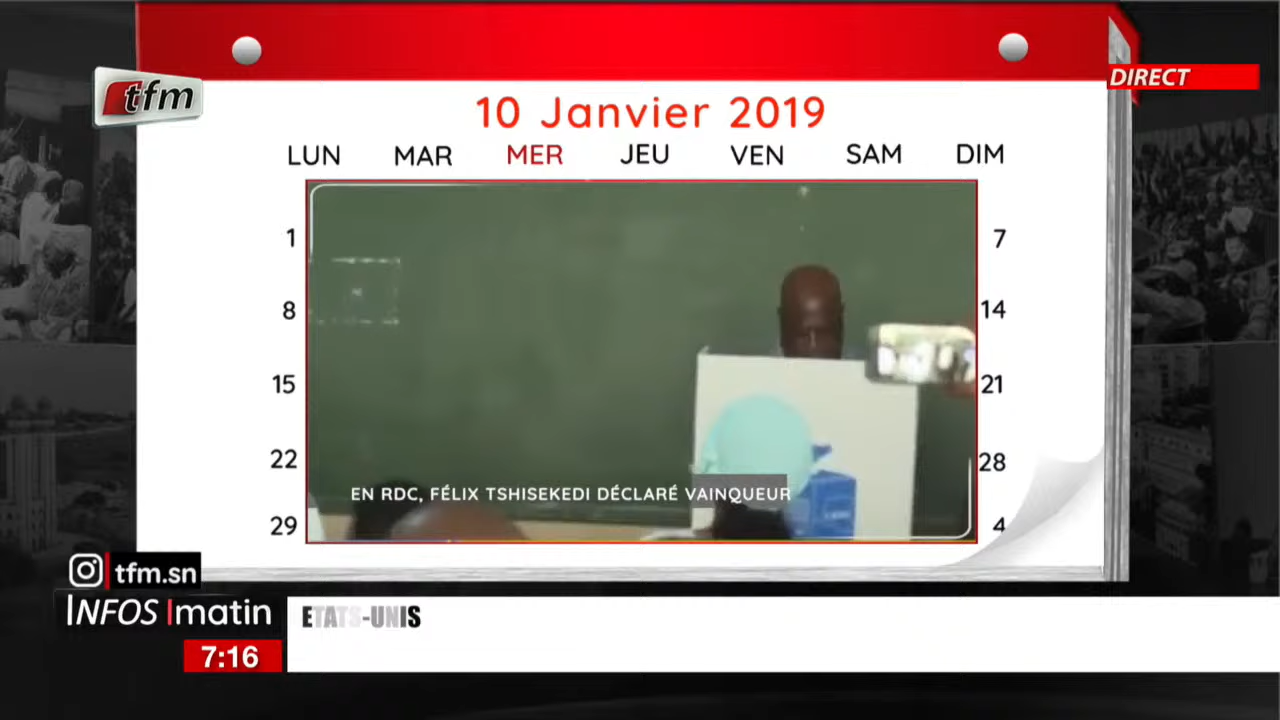 tfm
DIRECT
10 Janvier 2019
LUN MAR MER JEU VEN SAM DIM
1 7
8 14
15 21
22 28
29 4
EN RDC, FÉLIX TSHISEKEDI DÉCLARÉ VAINQUEUR
tfm.sn
INFOS matin
ETATS-UNIS
7:16